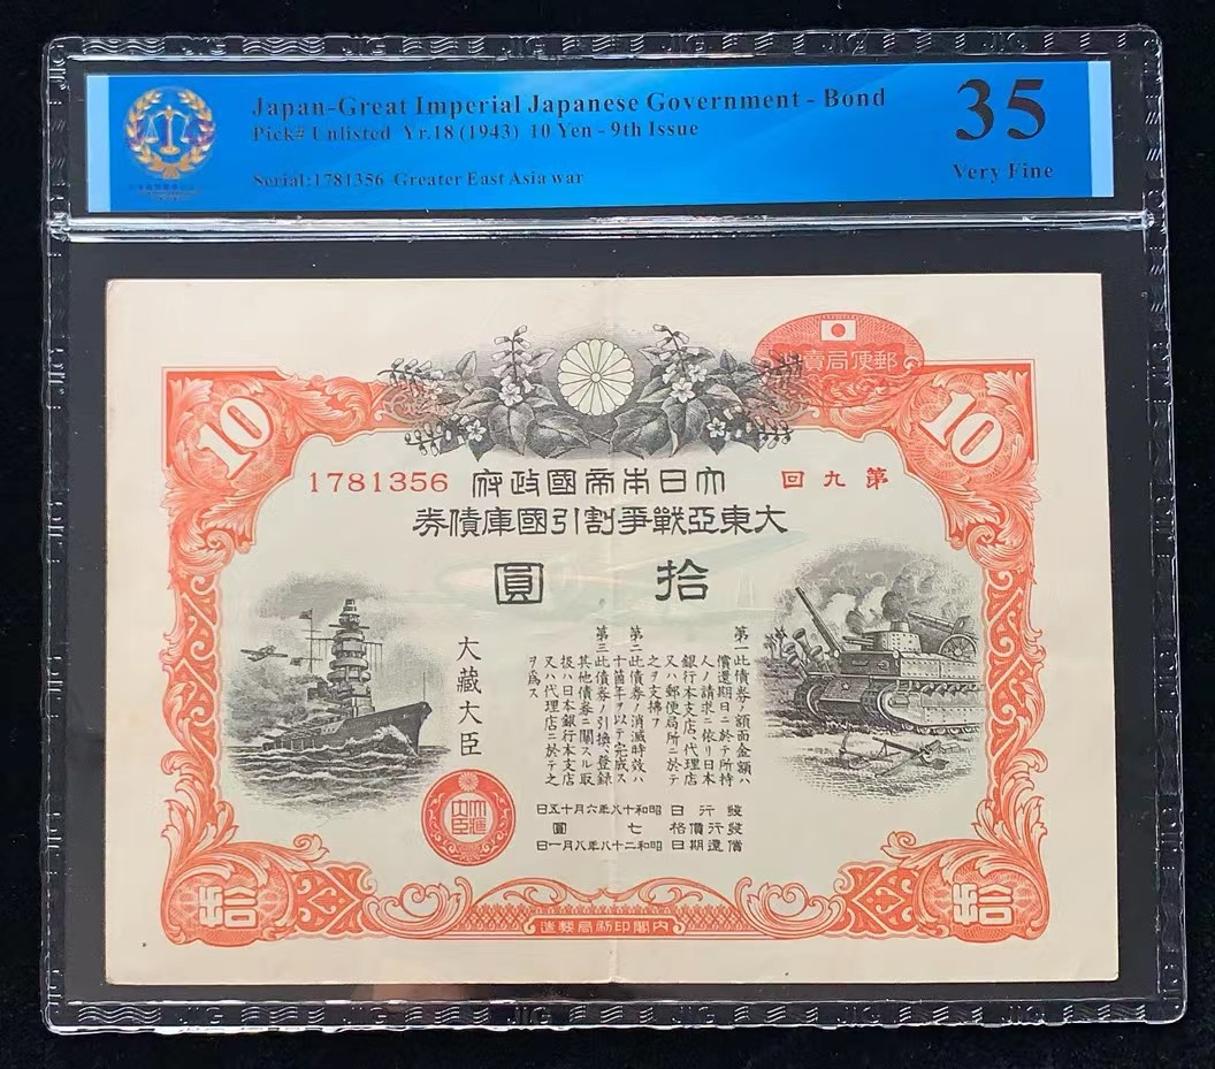 Japan-Great Imperial Japanese Government - Bond
Pick# Unlisted Yr.18 (1943) 10 Yen - 9th Issue
Serial:1781356 Greater East Asia war
35
Very Fine
郵便局賣
10
10
第九回
大日本帝國政府
1781356
大東亞戰爭割引國庫債券
拾圓
第一此債券ノ額面金額ハ
償還期日ニ於テ所持
人ノ請求ニ依リ日本
銀行本支店、代理店
又ハ郵便局所ニ於テ
之ヲ支拂フ
第二此債券ノ消滅時效ハ
十箇年ヲ以テ完成ス
第三此債券ノ引換、登錄
其他債券ニ關スル取
扱ハ日本銀行本支店
又ハ代理店ニ於テ之
ヲ爲ス
大藏大臣
大藏大臣
發行日 昭和十八年六月十五日
發行價格 七圓
償還期日 昭和二十八年八月一日
拾
拾
內閣印刷局製造